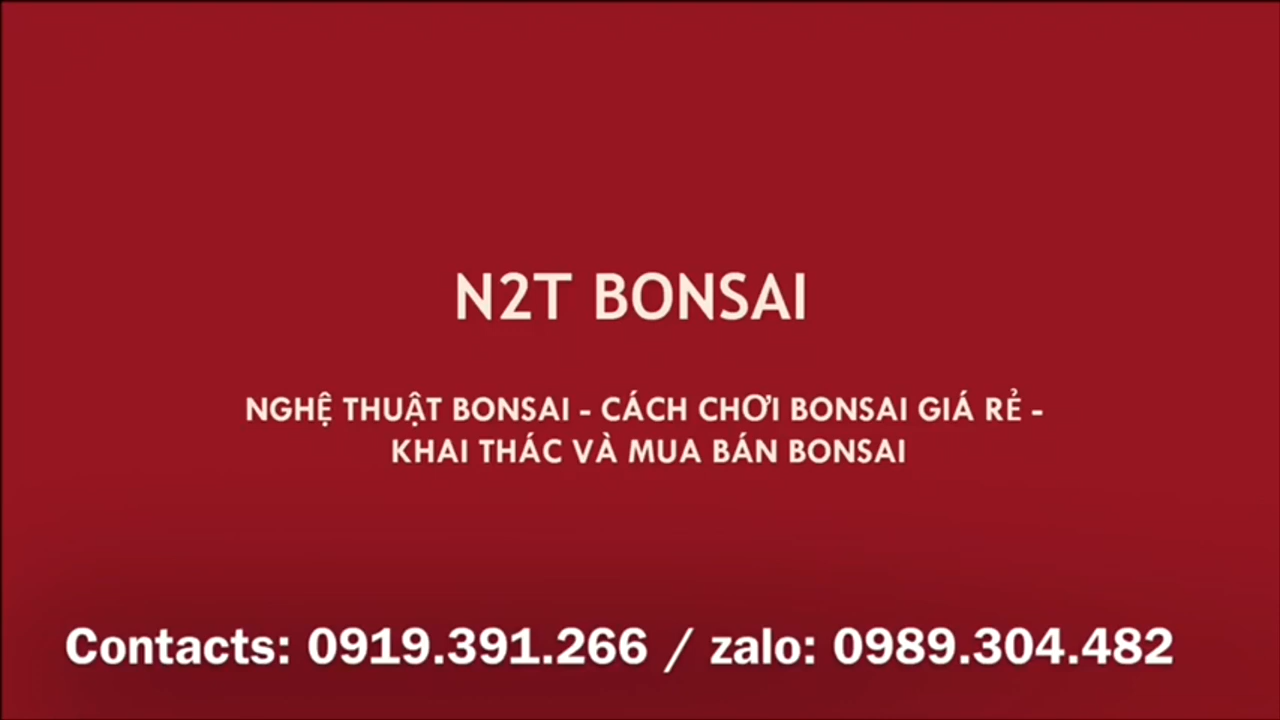 N2T BONSAI
NGHỆ THUẬT BONSAI - CÁCH CHƠI BONSAI GIÁ RẺ -
KHAI THÁC VÀ MUA BÁN BONSAI
Contacts: 0919.391.266 / zalo: 0989.304.482